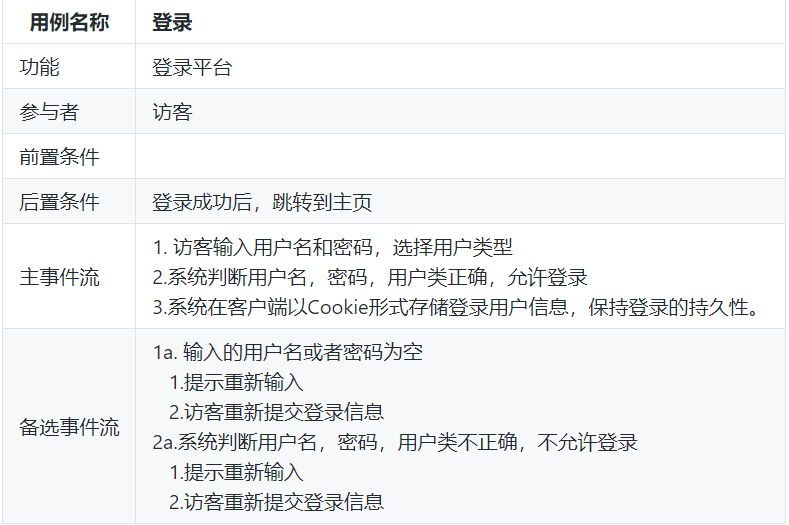 用例名称 登录
功能 登录平台
参与者 访客
前置条件
后置条件 登录成功后，跳转到主页
主事件流
1. 访客输入用户名和密码，选择用户类型
2.系统判断用户名，密码，用户类正确，允许登录
3.系统在客户端以Cookie形式存储登录用户信息，保持登录的持久性。
备选事件流
1a. 输入的用户名或者密码为空
1.提示重新输入
2.访客重新提交登录信息
2a.系统判断用户名，密码，用户类不正确，不允许登录
1.提示重新输入
2.访客重新提交登录信息